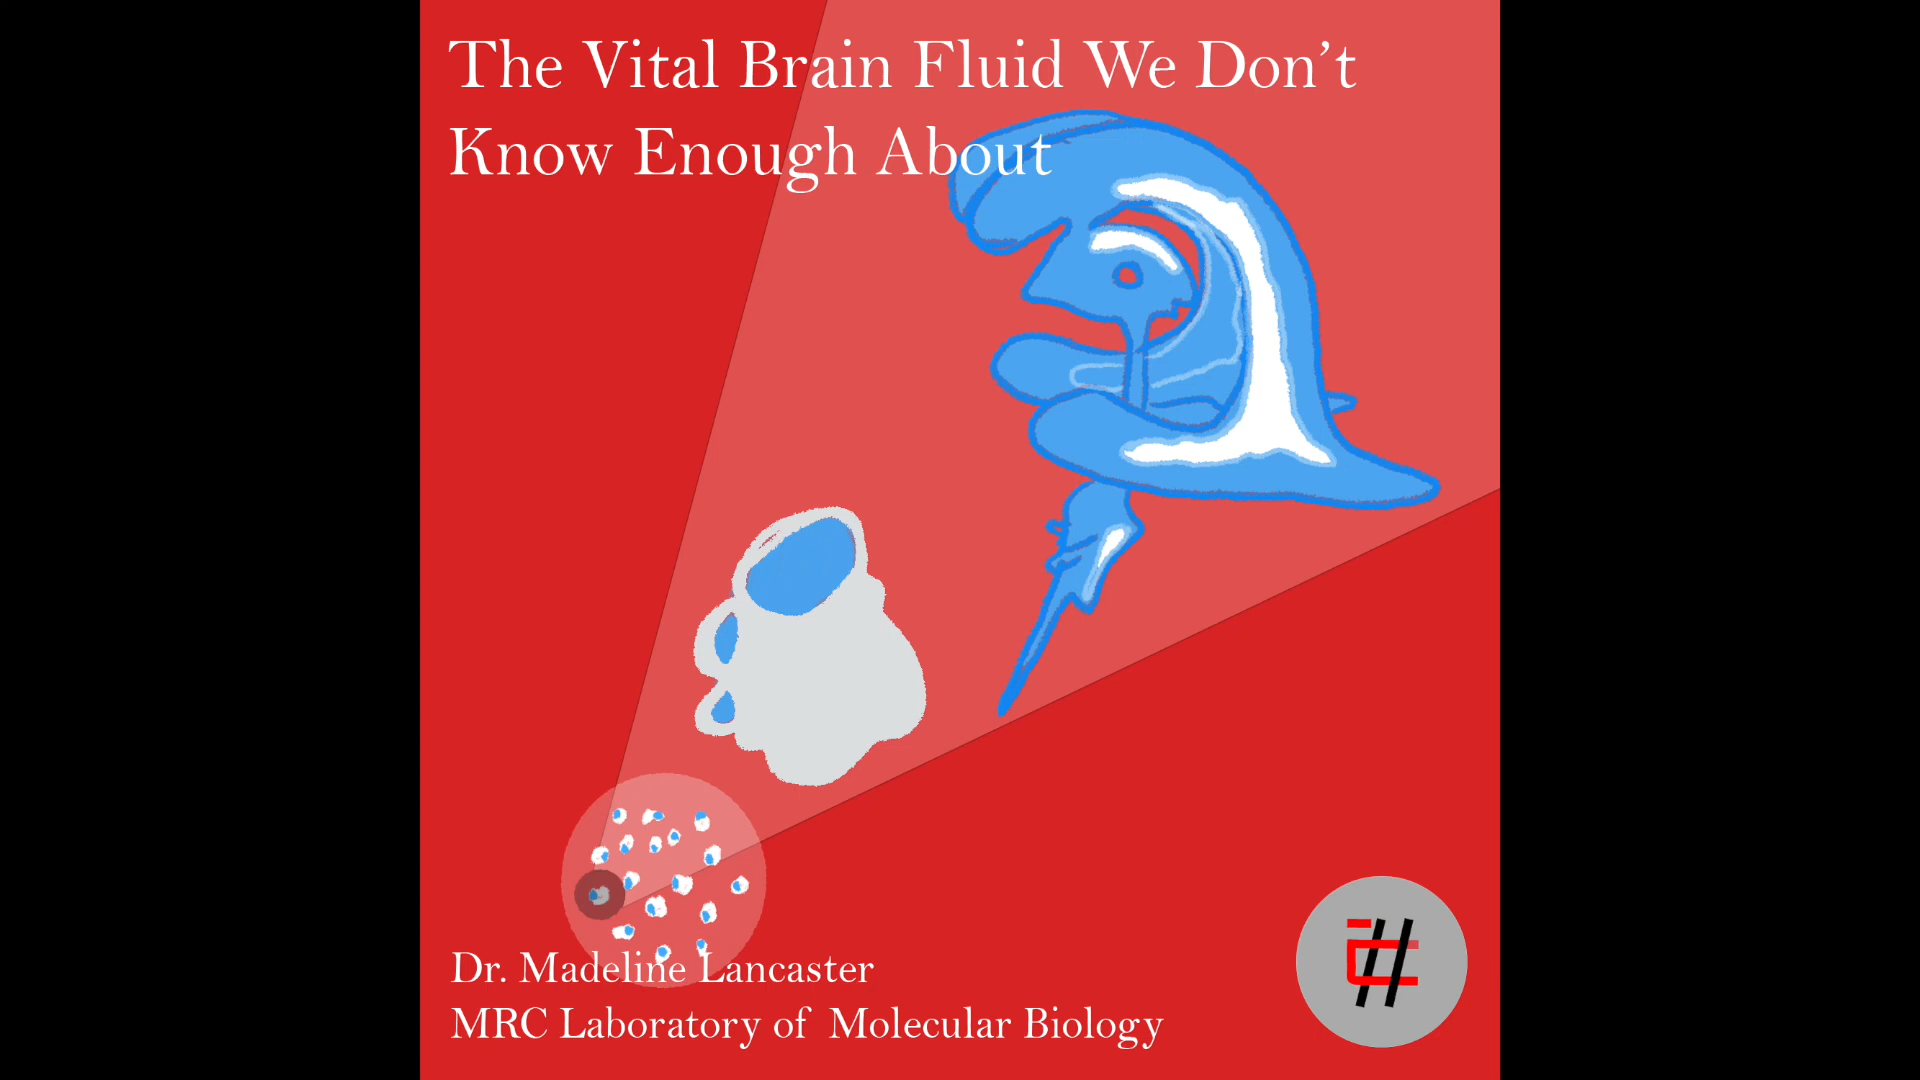 The Vital Brain Fluid We Don’t
Know Enough About
Dr. Madeline Lancaster
MRC Laboratory of Molecular Biology